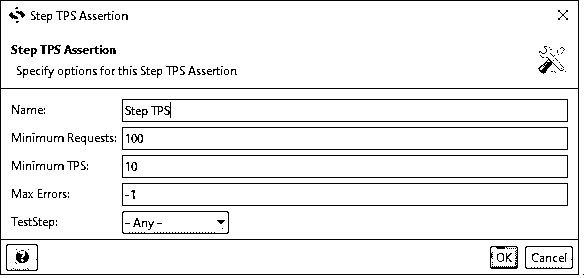 Step TPS Assertion
Step TPS Assertion
Specify options for this Step TPS Assertion
Name: Step TPS
Minimum Requests: 100
Minimum TPS: 10
Max Errors: -1
TestStep: - Any -
? OK Cancel